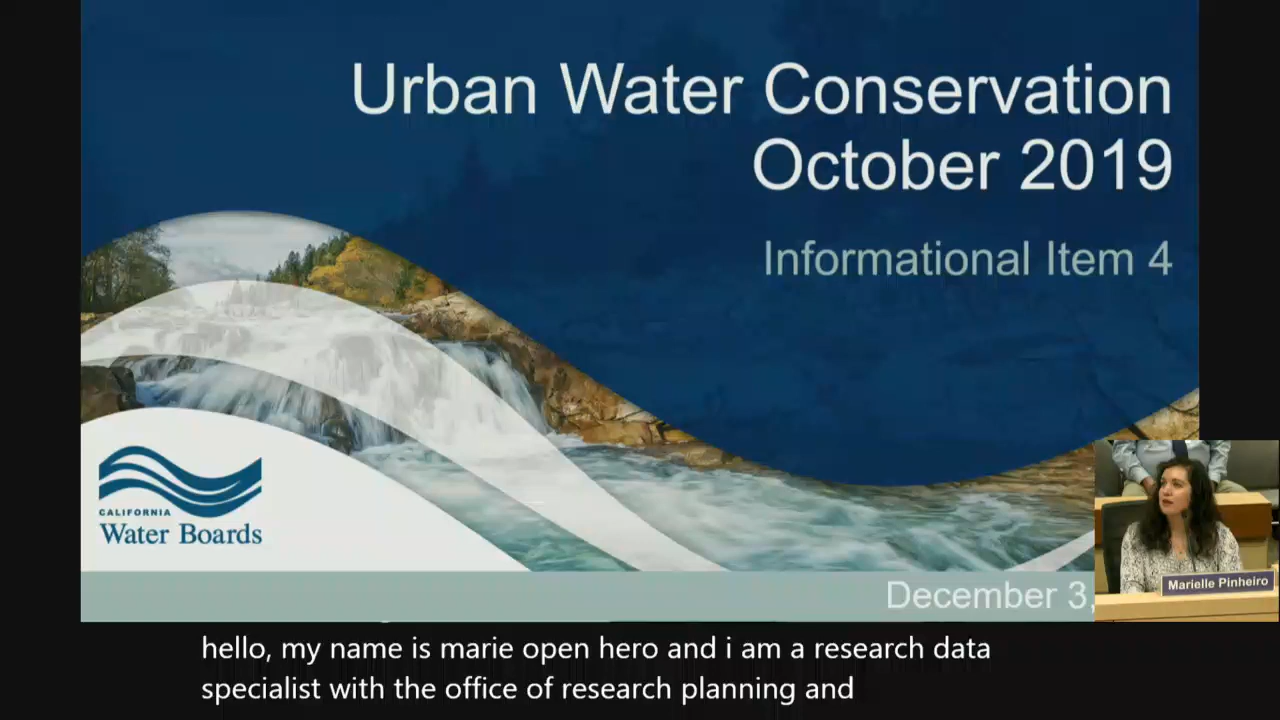 Urban Water Conservation
October 2019
Informational Item 4
CALIFORNIA
Water Boards
December 3,
Marielle Pinheiro
hello, my name is marie open hero and i am a research data
specialist with the office of research planning and